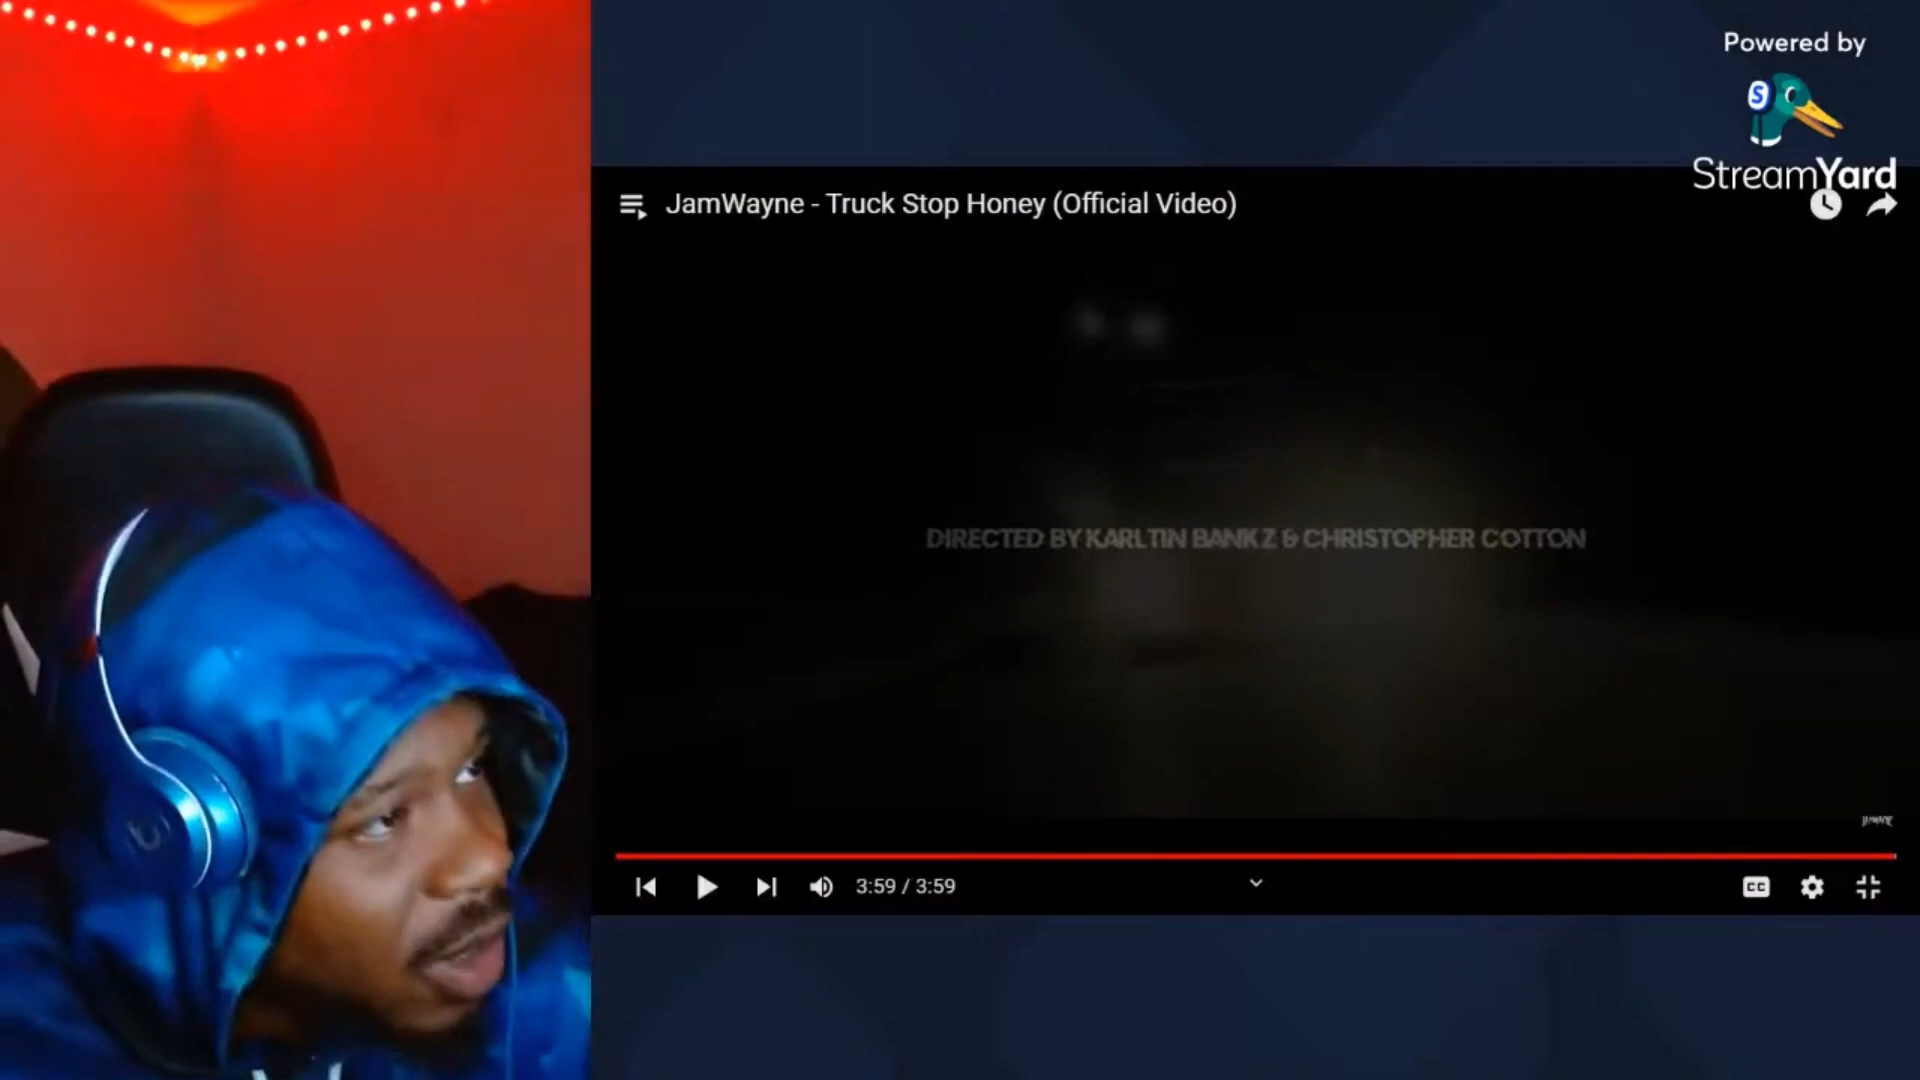 Powered by
S
StreamYard
JamWayne - Truck Stop Honey (Official Video)
DIRECTED BY KARLTIN BANKZ & CHRISTOPHER COTTON
3:59 / 3:59
CC